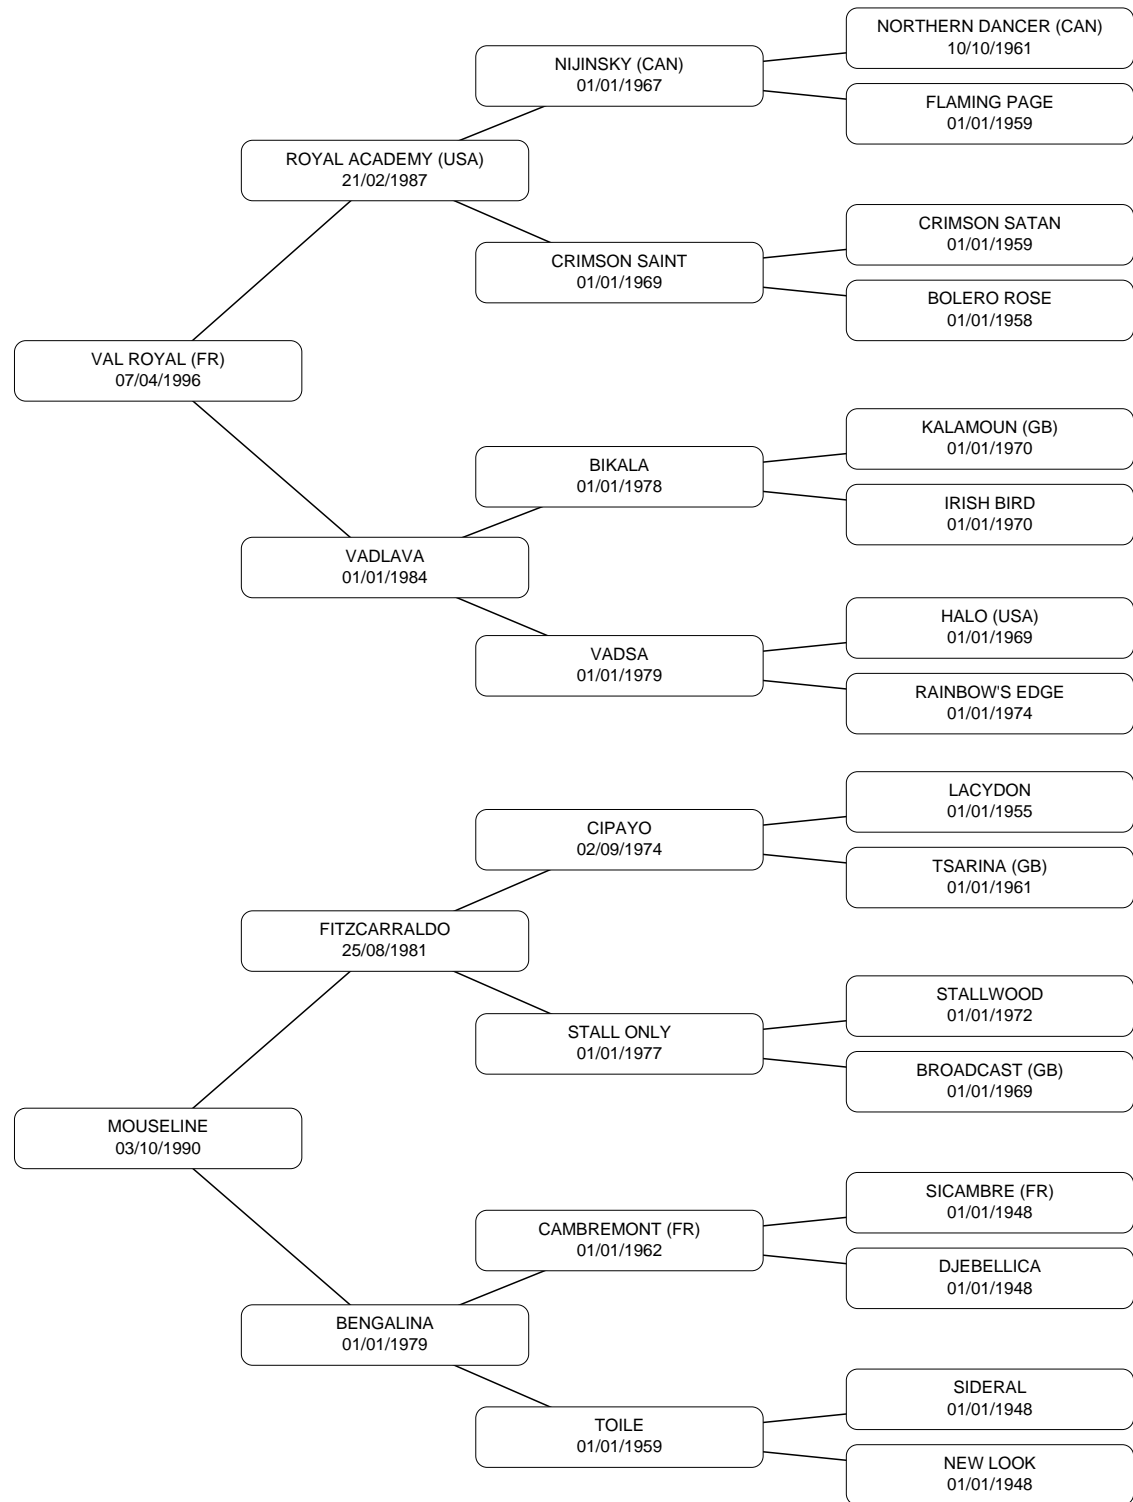 NORTHERN DANCER (CAN)
10/10/1961
NIJINSKY (CAN)
01/01/1967
FLAMING PAGE
01/01/1959
ROYAL ACADEMY (USA)
21/02/1987
CRIMSON SATAN
01/01/1959
CRIMSON SAINT
01/01/1969
BOLERO ROSE
01/01/1958
VAL ROYAL (FR)
07/04/1996
KALAMOUN (GB)
01/01/1970
BIKALA
01/01/1978
IRISH BIRD
01/01/1970
VADLAVA
01/01/1984
HALO (USA)
01/01/1969
VADSA
01/01/1979
RAINBOW'S EDGE
01/01/1974
LACYDON
01/01/1955
CIPAYO
02/09/1974
TSARINA (GB)
01/01/1961
FITZCARRALDO
25/08/1981
STALLWOOD
01/01/1972
STALL ONLY
01/01/1977
BROADCAST (GB)
01/01/1969
MOUSELINE
03/10/1990
SICAMBRE (FR)
01/01/1948
CAMBREMONT (FR)
01/01/1962
DJEBELLICA
01/01/1948
BENGALINA
01/01/1979
SIDERAL
01/01/1948
TOILE
01/01/1959
NEW LOOK
01/01/1948